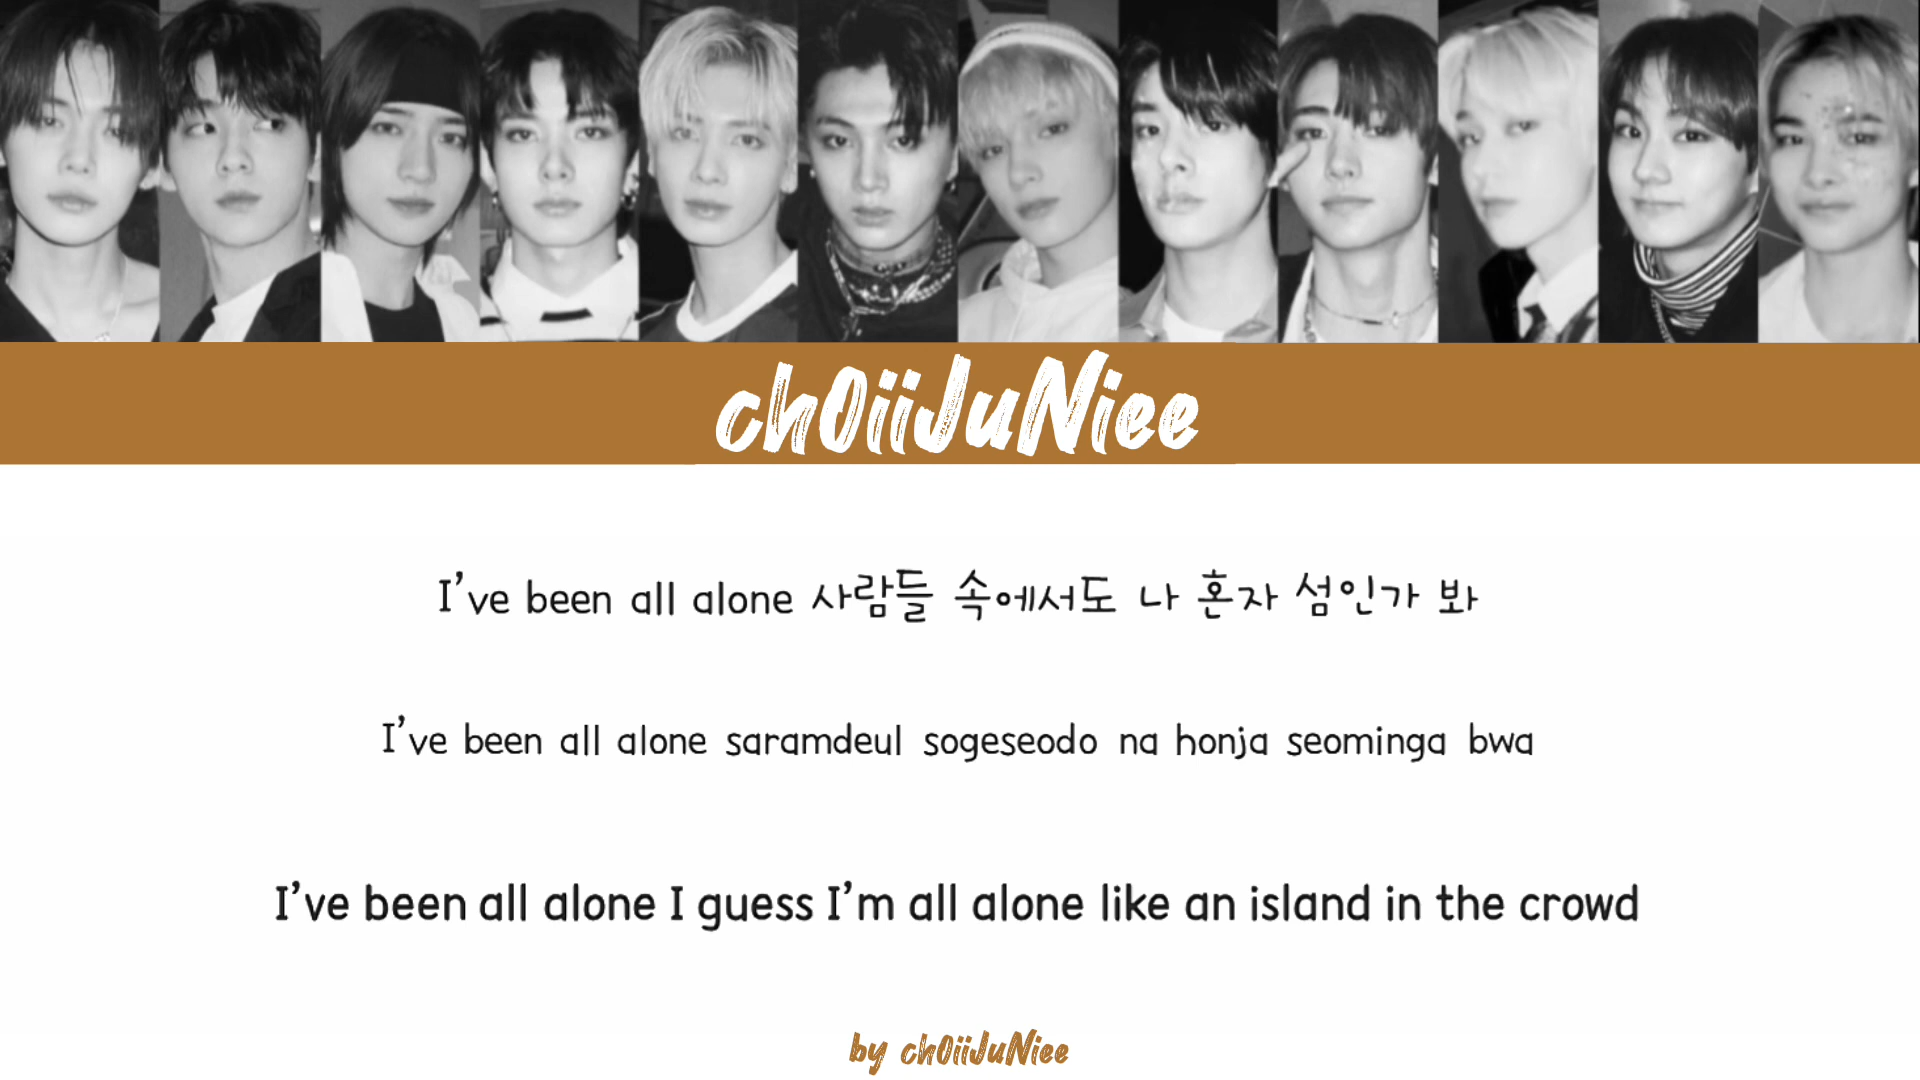 ch0iiJuNiee
I've been all alone 사람들 속에서도 나 혼자 섬인가 봐
I've been all alone saramdeul sogeseodo na honja seominga bwa
I've been all alone I guess I'm all alone like an island in the crowd
by ch0iiJuNiee